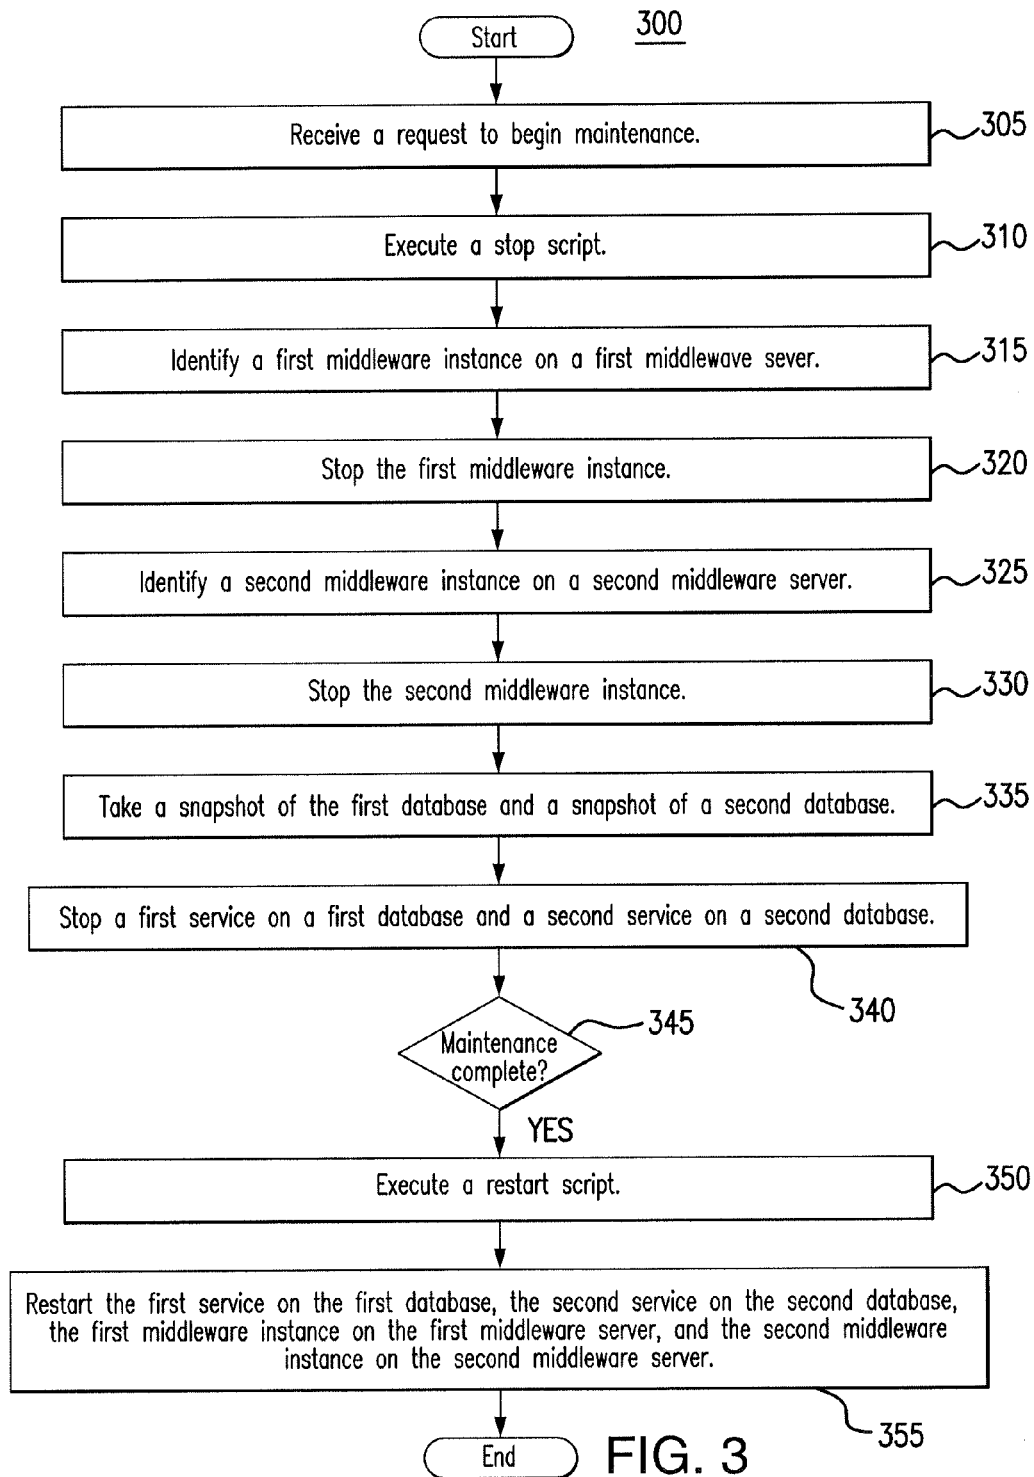 Start
300
Receive a request to begin maintenance.
305
Execute a stop script.
310
Identify a first middleware instance on a first middlewave sever.
315
Stop the first middleware instance.
320
Identify a second middleware instance on a second middleware server.
325
Stop the second middleware instance.
330
Take a snapshot of the first database and a snapshot of a second database.
335
Stop a first service on a first database and a second service on a second database.
340
Maintenance
complete?
345
YES
Execute a restart script.
350
Restart the first service on the first database, the second service on the second database,
the first middleware instance on the first middleware server, and the second middleware
instance on the second middleware server.
355
End
FIG. 3